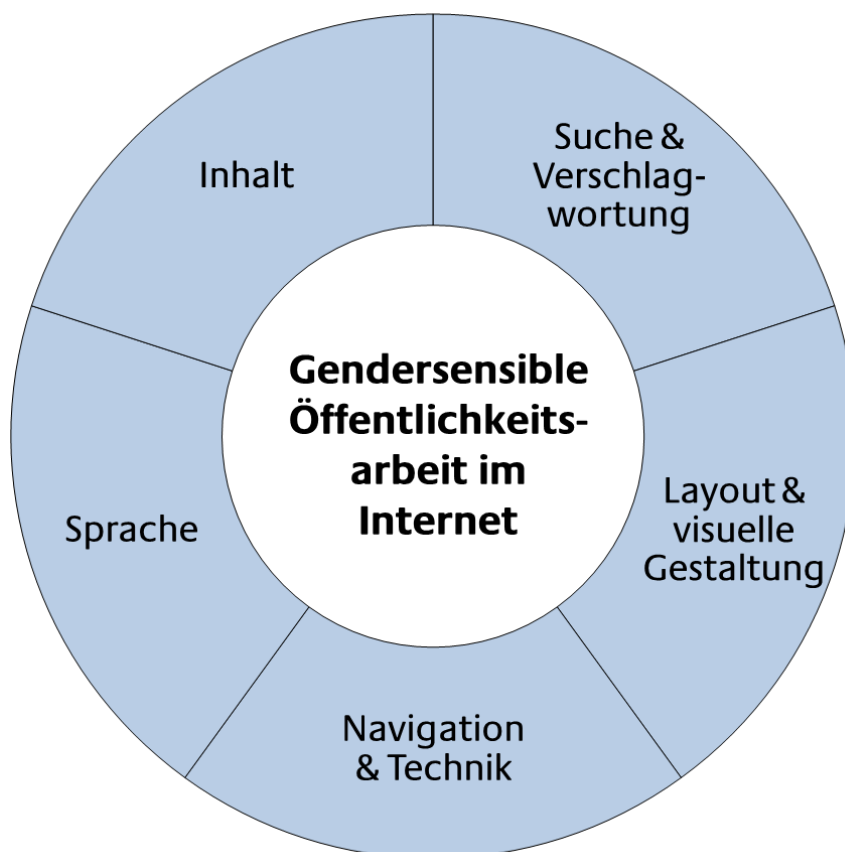 Inhalt
Suche &
Verschlag-
wortung
Gendersensible
Öffentlichkeits-
arbeit im
Internet
Sprache
Layout &
visuelle
Gestaltung
Navigation
& Technik